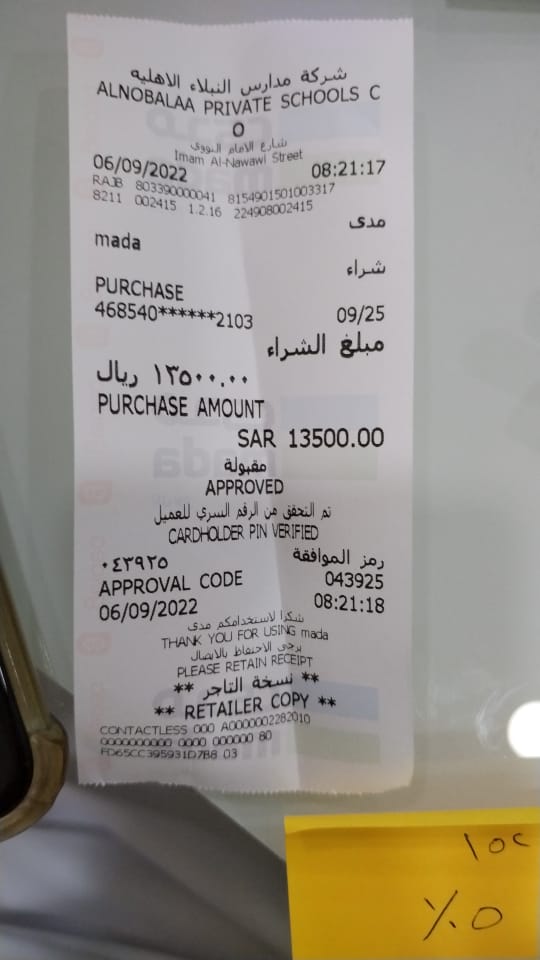 شركة مدارس النبلاء الاهليه
ALNOBALAA PRIVATE SCHOOLS C
O
شارع الامام النووي
Imam Al-Nawawi Street
06/09/2022 08:21:17
RAJB 803390000041 8154901501003317
8211 002415 1.2.16 224908002415
مدى
mada
شراء
PURCHASE
468540******2103 09/25
مبلغ الشراء
١٣٥٠٠.٠٠ ريال
PURCHASE AMOUNT
SAR 13500.00
مقبولة
APPROVED
تم التحقق من الرقم السري للعميل
CARDHOLDER PIN VERIFIED
رمز الموافقة ٠٤٣٩٢٥
APPROVAL CODE 043925
06/09/2022 08:21:18
شكرا لاستخدامكم مدى
THANK YOU FOR USING mada
يرجى الاحتفاظ بالايصال
PLEASE RETAIN RECEIPT
** نسخة التاجر **
** RETAILER COPY **
CONTACTLESS 000 A0000002282010
0000000000 0000 000000 80
FD65CC395931D7B8 03
٪٥